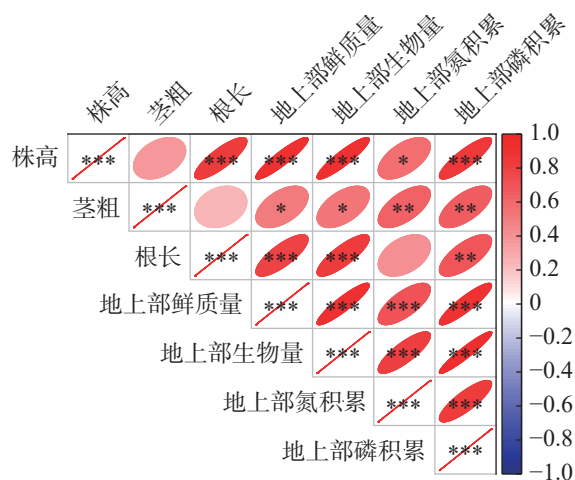 株高
茎粗
根长
地上部鲜质量
地上部生物量
地上部氮积累
地上部磷积累
株高 *** *** *** *** * ***
茎粗 *** * * ** **
根长 *** *** *** **
地上部鲜质量 *** *** *** ***
地上部生物量 *** *** ***
地上部氮积累 *** ***
地上部磷积累 ***
1.0
0.8
0.6
0.4
0.2
0
−0.2
−0.4
−0.6
−0.8
−1.0